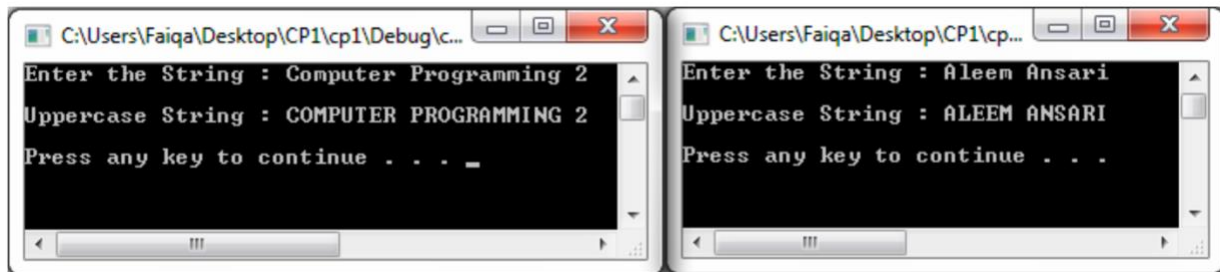 C:\Users\Faiqa\Desktop\CP1\cp1\Debug\c...
Enter the String : Computer Programming 2
Uppercase String : COMPUTER PROGRAMMING 2
Press any key to continue . . . _
C:\Users\Faiqa\Desktop\CP1\cp...
Enter the String : Aleem Ansari
Uppercase String : ALEEM ANSARI
Press any key to continue . . .